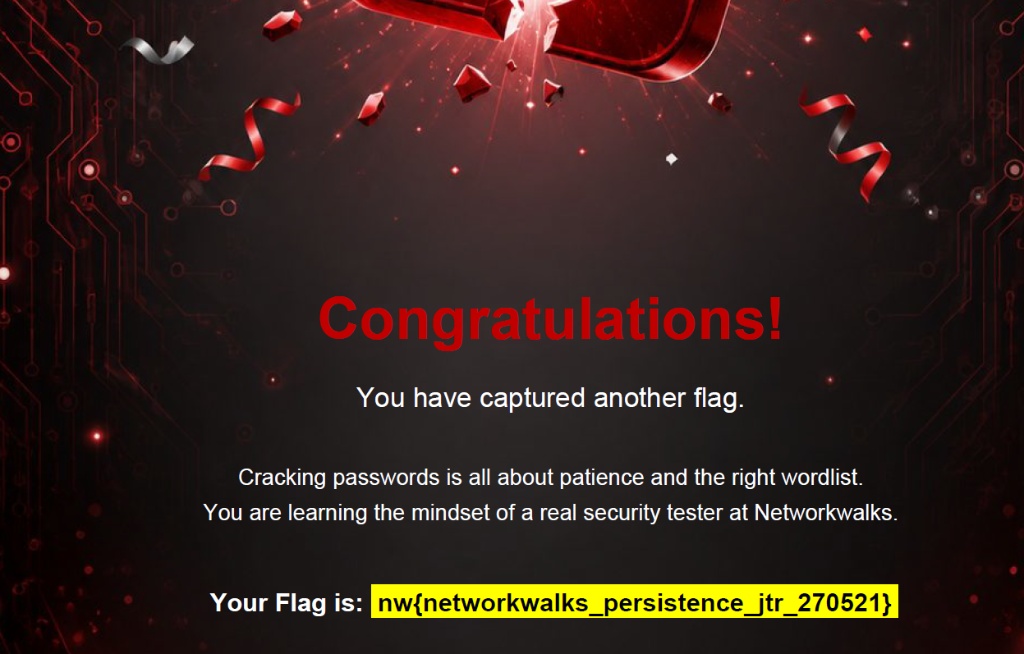 Congratulations!
You have captured another flag.
Cracking passwords is all about patience and the right wordlist.
You are learning the mindset of a real security tester at Networkwalks.
Your Flag is: nw{networkwalks_persistence_jtr_270521}